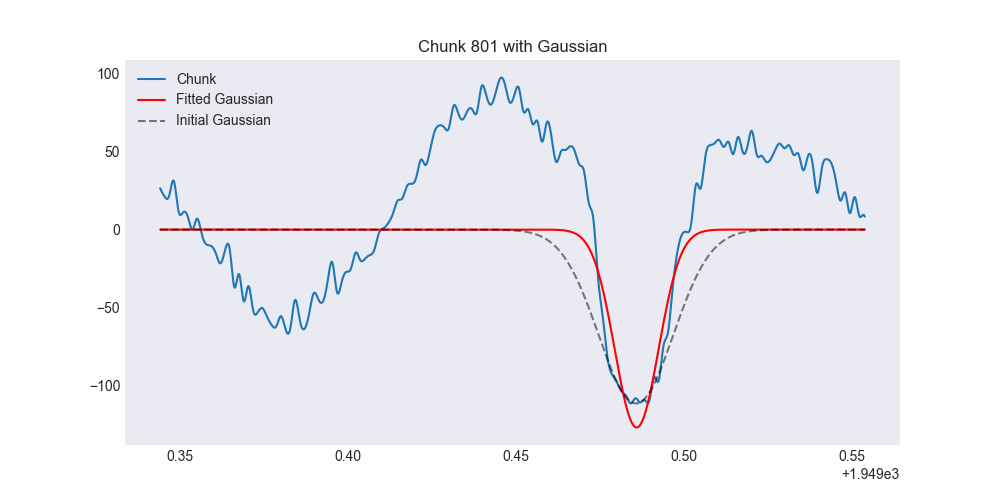 Chunk 801 with Gaussian
Chunk
Fitted Gaussian
Initial Gaussian
100
50
0
−50
−100
0.35 0.40 0.45 0.50 0.55
+1.949e3